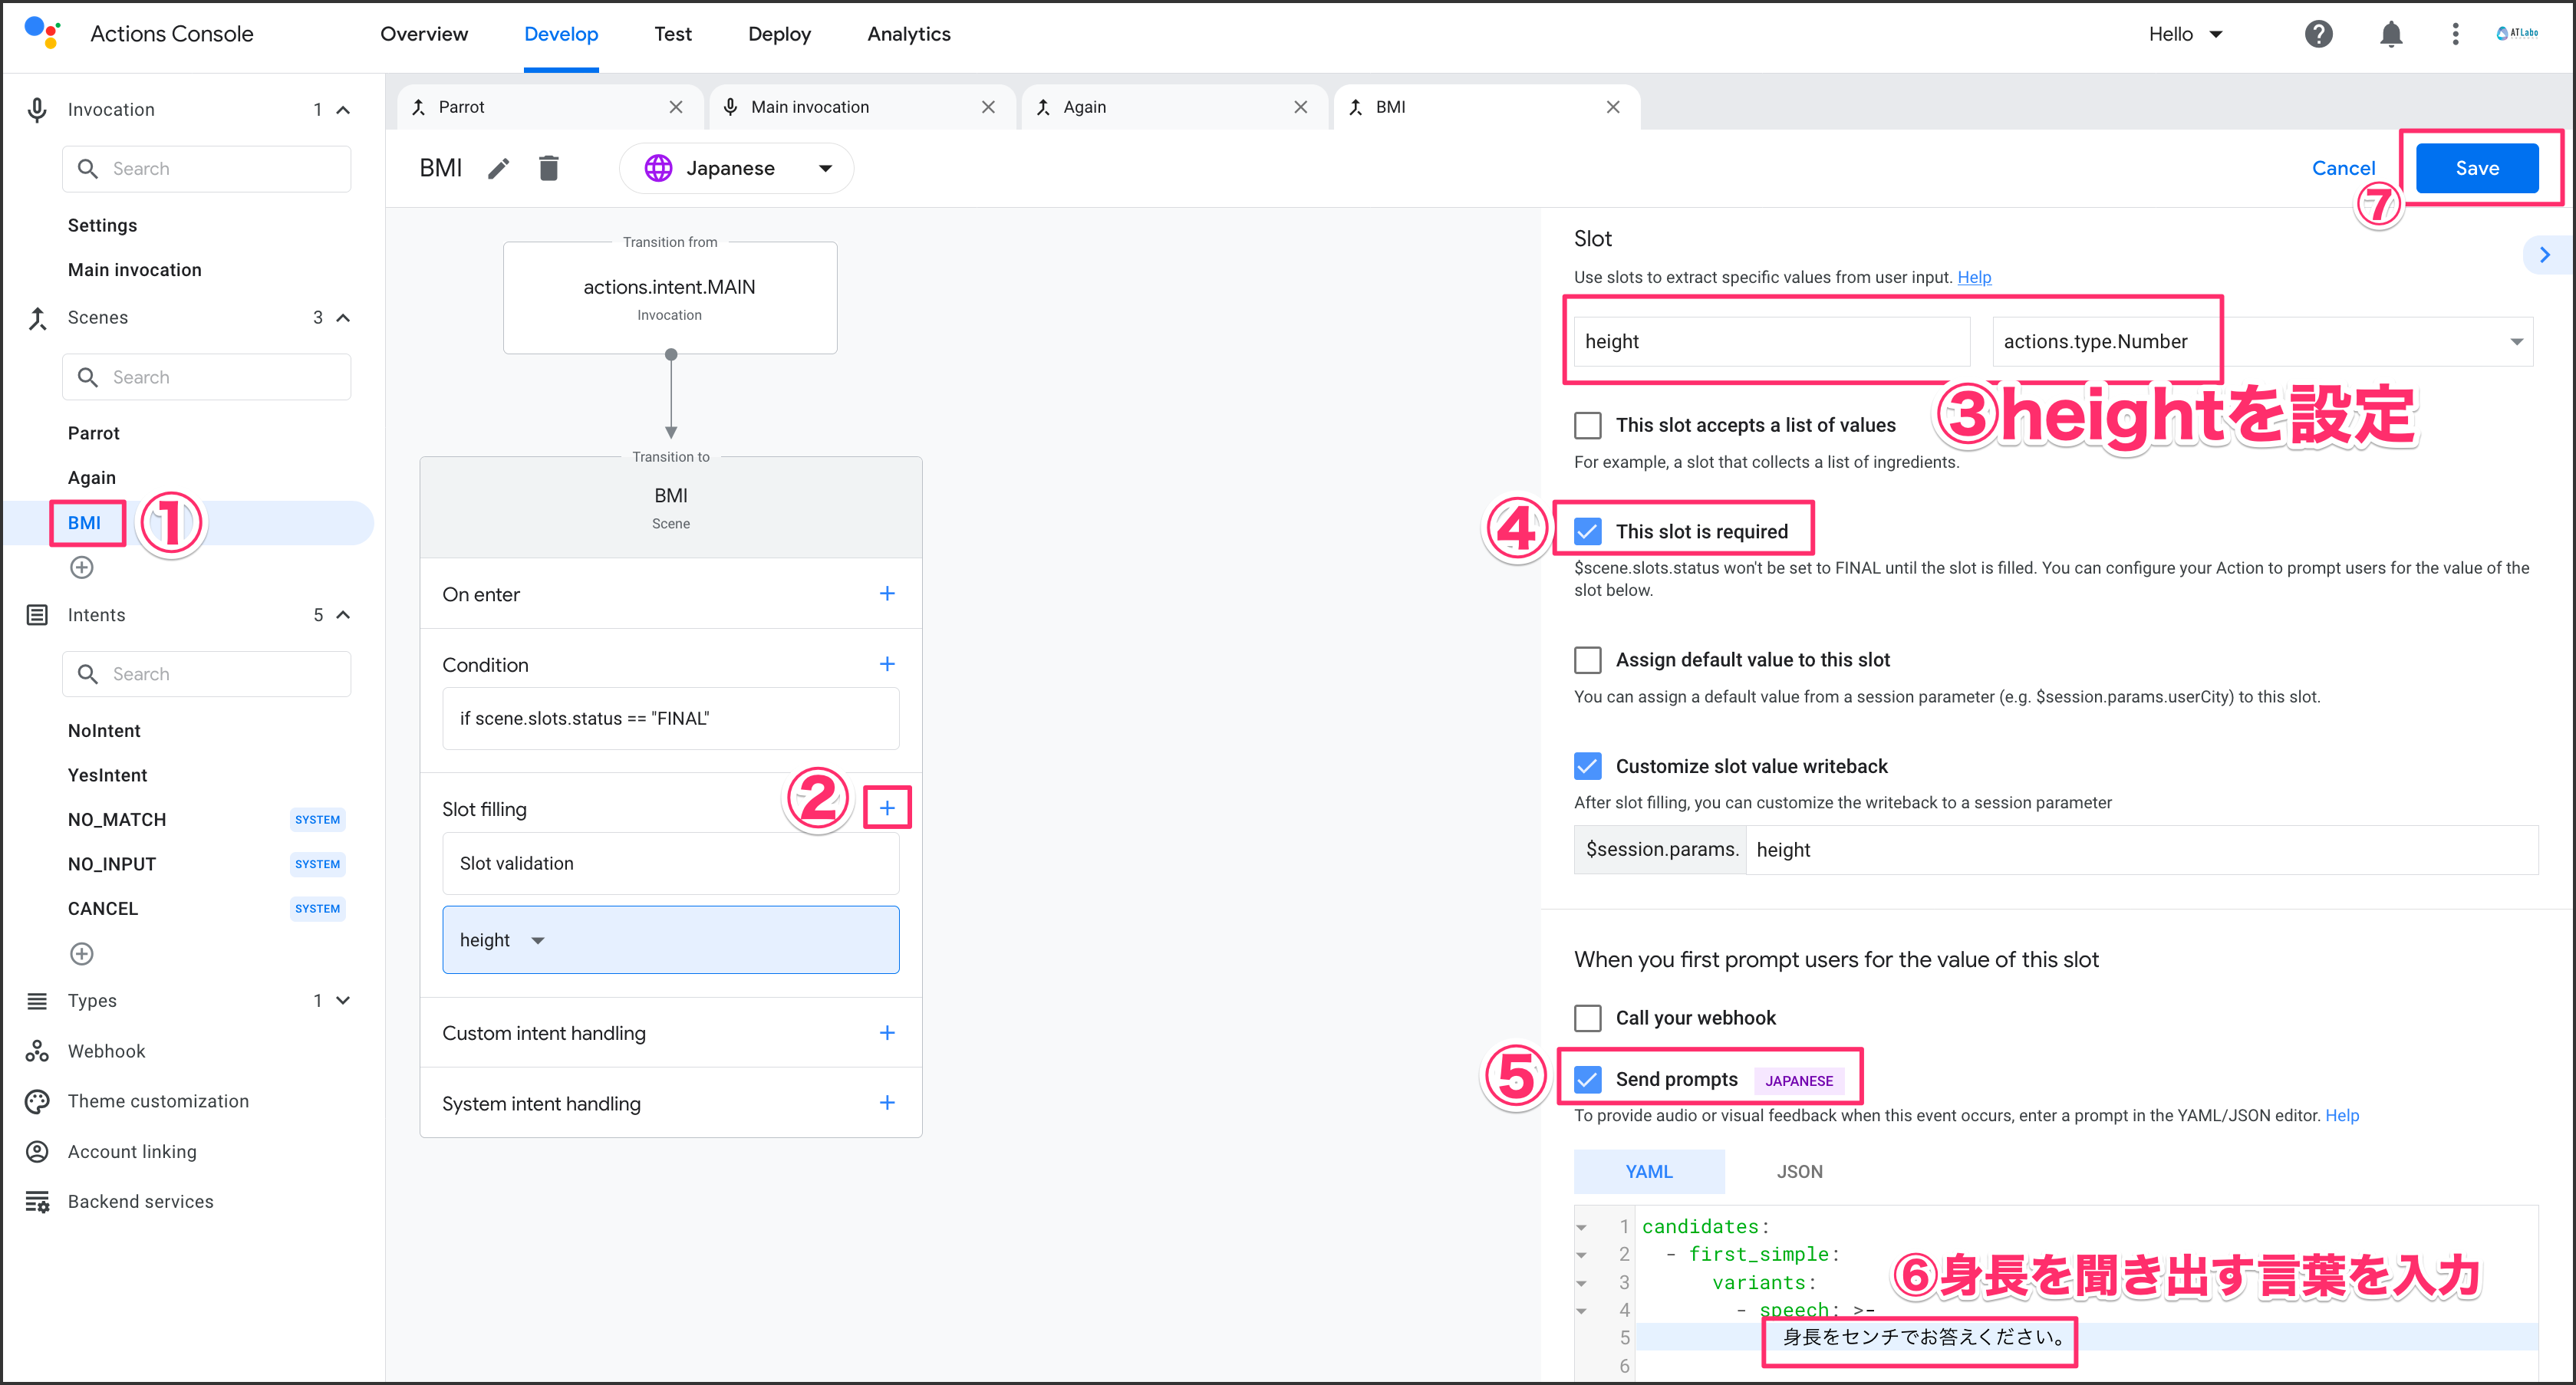 Actions Console
Overview
Develop
Test
Deploy
Analytics
Hello
ATLabo
Invocation 1
Search
Settings
Main invocation
Scenes 3
Search
Parrot
Again
BMI ①
Intents 5
Search
NoIntent
YesIntent
NO_MATCH SYSTEM
NO_INPUT SYSTEM
CANCEL SYSTEM
Types 1
Webhook
Theme customization
Account linking
Backend services
Parrot
Main invocation
Again
BMI
BMI
Japanese
Cancel
Save
⑦
Transition from
actions.intent.MAIN
Invocation
Transition to
BMI
Scene
On enter
Condition
if scene.slots.status == "FINAL"
Slot filling ②
Slot validation
height
Custom intent handling
System intent handling
Slot
Use slots to extract specific values from user input. Help
height
actions.type.Number
③heightを設定
This slot accepts a list of values
For example, a slot that collects a list of ingredients.
④ This slot is required
$scene.slots.status won't be set to FINAL until the slot is filled. You can configure your Action to prompt users for the value of the
slot below.
Assign default value to this slot
You can assign a default value from a session parameter (e.g. $session.params.userCity) to this slot.
Customize slot value writeback
After slot filling, you can customize the writeback to a session parameter
$session.params. height
When you first prompt users for the value of this slot
Call your webhook
⑤ Send prompts JAPANESE
To provide audio or visual feedback when this event occurs, enter a prompt in the YAML/JSON editor. Help
YAML
JSON
1 candidates:
2 - first_simple:
3 variants:
⑥身長を聞き出す言葉を入力
4 - speech: >-
5 身長をセンチでお答えください。
6